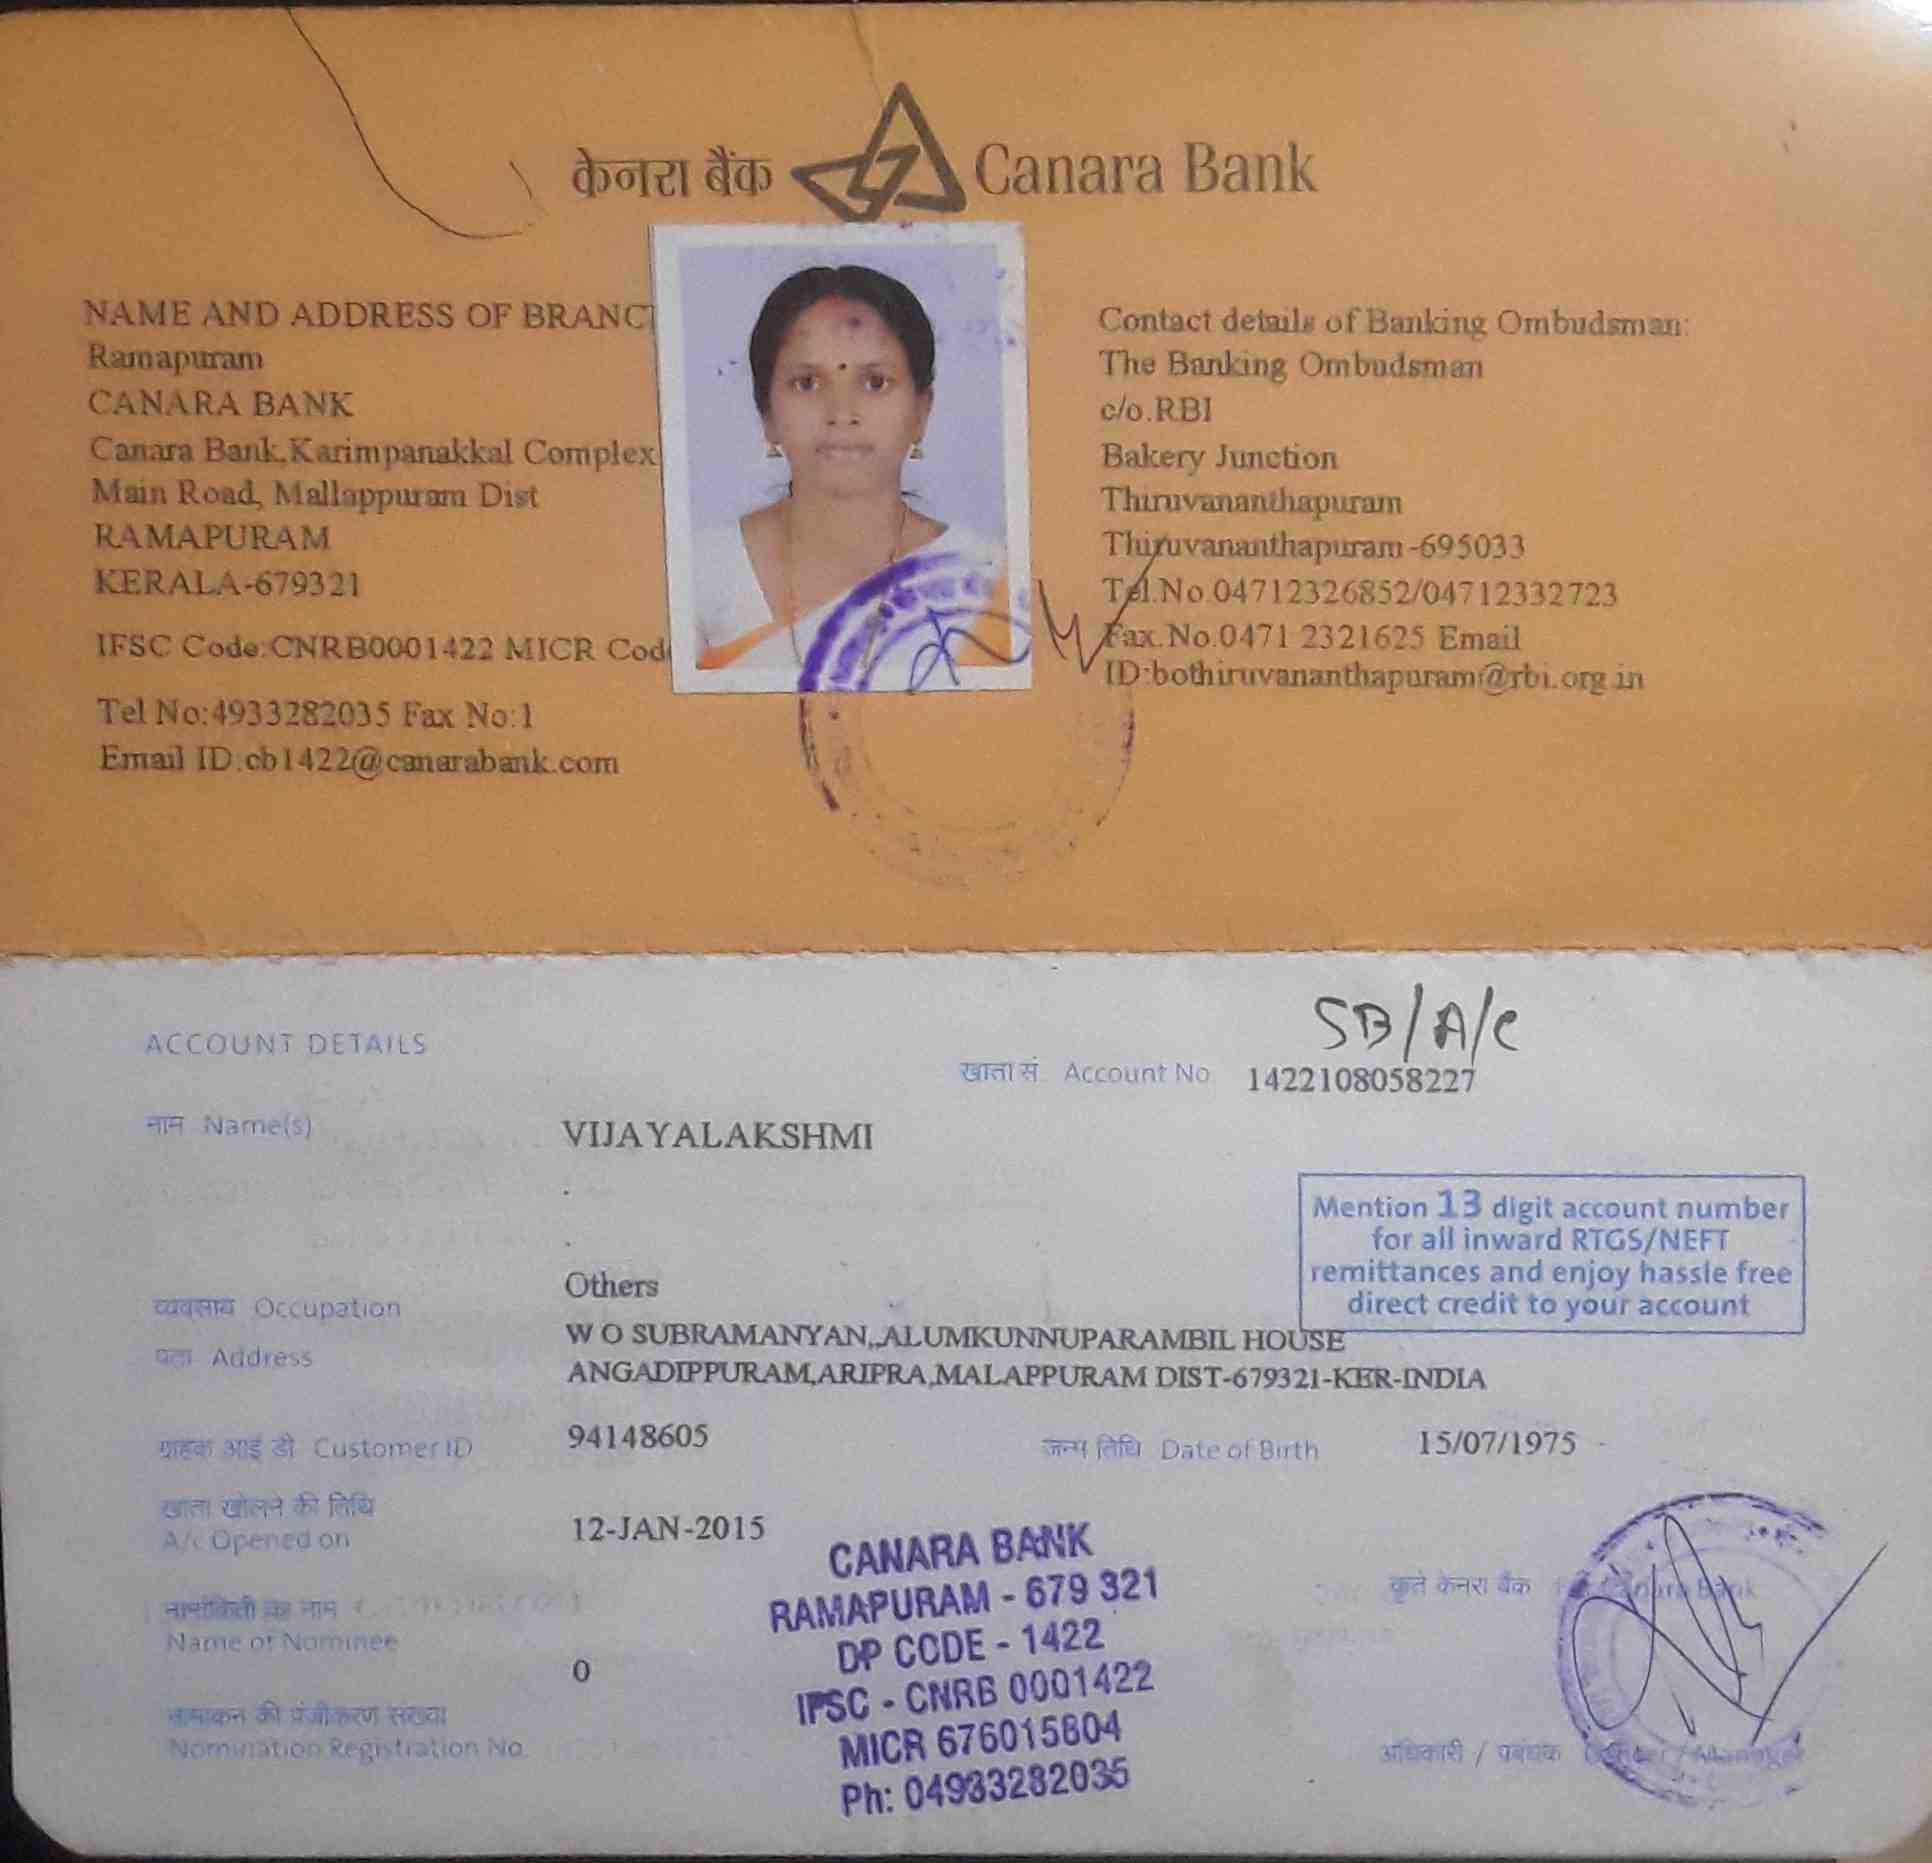 केनरा बैंक Canara Bank
NAME AND ADDRESS OF BRANC
Ramapuram
CANARA BANK
Canara Bank,Karimpanakkal Complex
Main Road, Mallappuram Dist
RAMAPURAM
KERALA-679321
IFSC Code:CNRB0001422 MICR Cod
Tel No:4933282035 Fax No:1
Email ID:cb1422@canarabank.com
Contact details of Banking Ombudsman:
The Banking Ombudsman
c/o.RBI
Bakery Junction
Thiruvananthapuram
Thiruvananthapuram-695033
Tel.No.04712326852/04712332723
Fax.No.0471 2321625 Email
ID:bothiruvananthapuram@rbi.org.in
SB/A/C
ACCOUNT DETAILS
खाता सं. Account No 1422108058227
नाम Name(s) VIJAYALAKSHMI
.
.
Mention 13 digit account number
for all inward RTGS/NEFT
remittances and enjoy hassle free
direct credit to your account
व्यवसाय Occupation Others
पता Address W O SUBRAMANYAN,,ALUMKUNNUPARAMBIL HOUSE
ANGADIPPURAM,ARIPRA,MALAPPURAM DIST-679321-KER-INDIA
ग्राहक आई डी Customer ID 94148605
जन्म तिथि Date of Birth 15/07/1975
खाता खोलने की तिथि
A/c Opened on 12-JAN-2015
नामांकिती का नाम
Name of Nominee
0
नामांकन की पंजीकरण संख्या
Nomination Registration No.
CANARA BANK
RAMAPURAM - 679 321
DP CODE - 1422
IFSC - CNRB 0001422
MICR 676015804
Ph: 04933282035
कृते केनरा बैंक Canara Bank
अधिकारी / प्रबंधक Officer / Manager